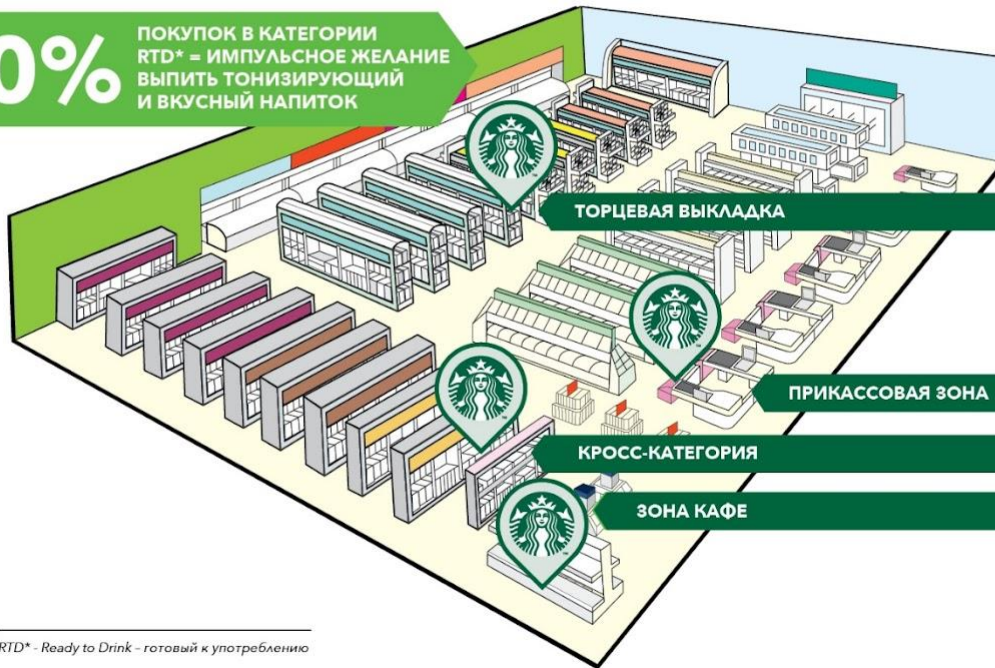 0%
ПОКУПОК В КАТЕГОРИИ
RTD* = ИМПУЛЬСНОЕ ЖЕЛАНИЕ
ВЫПИТЬ ТОНИЗИРУЮЩИЙ
И ВКУСНЫЙ НАПИТОК
ТОРЦЕВАЯ ВЫКЛАДКА
ПРИКАССОВАЯ ЗОНА
КРОСС-КАТЕГОРИЯ
ЗОНА КАФЕ
RTD* - Ready to Drink – готовый к употреблению